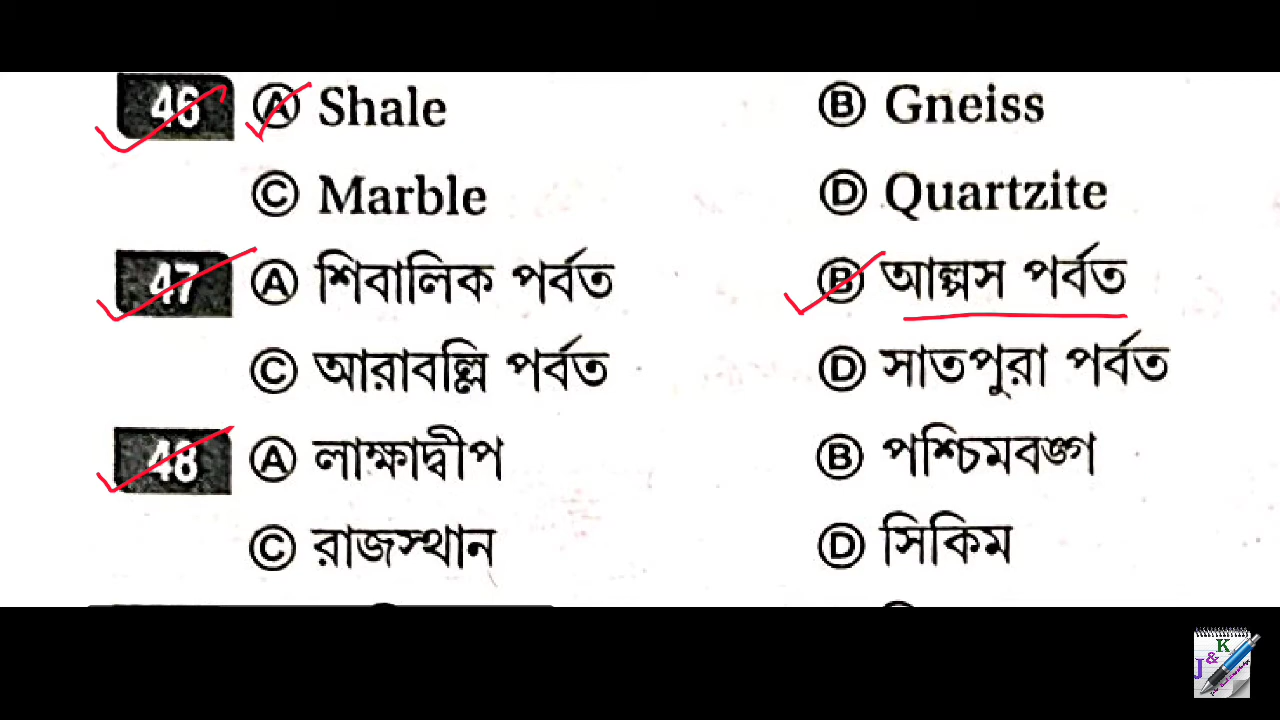 46 Ⓐ Shale Ⓑ Gneiss
Ⓒ Marble Ⓓ Quartzite
47 Ⓐ শিবালিক পর্বত Ⓑ আল্পস পর্বত
Ⓒ আরাবল্লি পর্বত Ⓓ সাতপুরা পর্বত
48 Ⓐ লাক্ষাদ্বীপ Ⓑ পশ্চিমবঙ্গ
Ⓒ রাজস্থান Ⓓ সিকিম
J&K